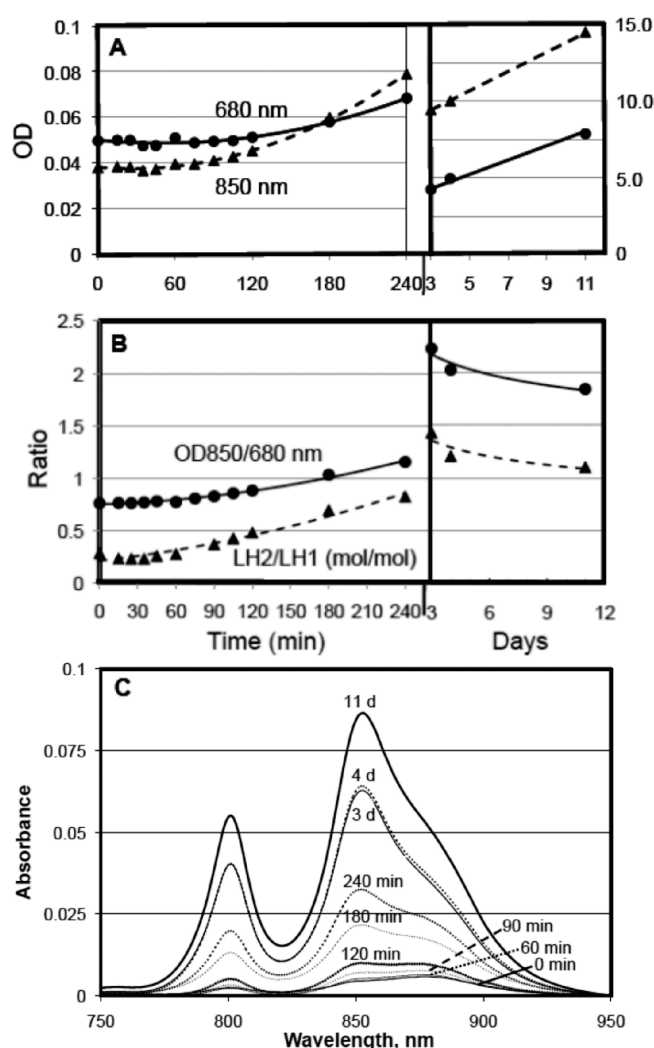 A
0.1
0.08
0.06
0.04
0.02
0
OD
680 nm
850 nm
15.0
10.0
5.0
0
0 60 120 180 240 3 5 7 9 11
B
2.5
2
1.5
1
0.5
0
Ratio
OD850/680 nm
LH2/LH1 (mol/mol)
0 30 60 90 120 150 180 210 240 3 6 9 12
Time (min) Days
C
0.1
0.075
0.05
0.025
0
Absorbance
11 d
4 d
3 d
240 min
180 min
90 min
120 min
60 min
0 min
750 800 850 900 950
Wavelength, nm